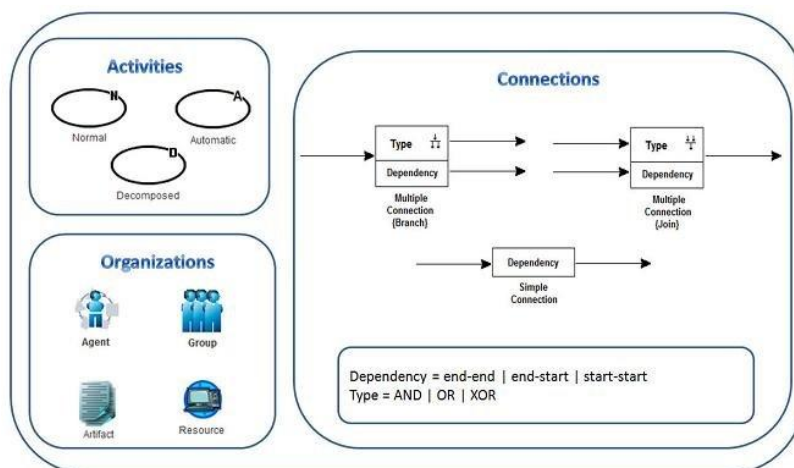 Activities
N
A
Normal
Automatic
D
Decomposed
Organizations
Agent
Group
Artifact
Resource
Connections
Type
Dependency
Multiple
Connection
(Branch)
Type
Dependency
Multiple
Connection
(Join)
Dependency
Simple
Connection
Dependency = end-end | end-start | start-start
Type = AND | OR | XOR